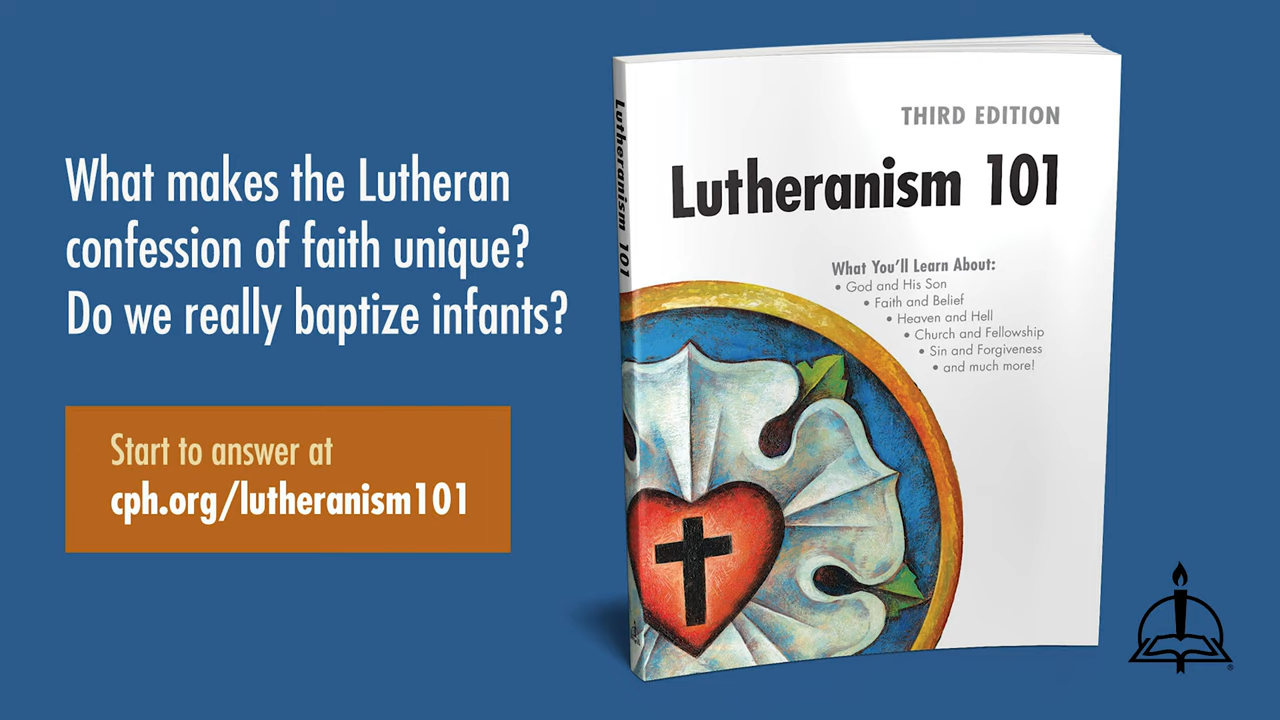 What makes the Lutheran
confession of faith unique?
Do we really baptize infants?
Start to answer at
cph.org/lutheranism101
Lutheranism 101
THIRD EDITION
Lutheranism 101
What You'll Learn About:
• God and His Son
• Faith and Belief
• Heaven and Hell
• Church and Fellowship
• Sin and Forgiveness
• and much more!
®